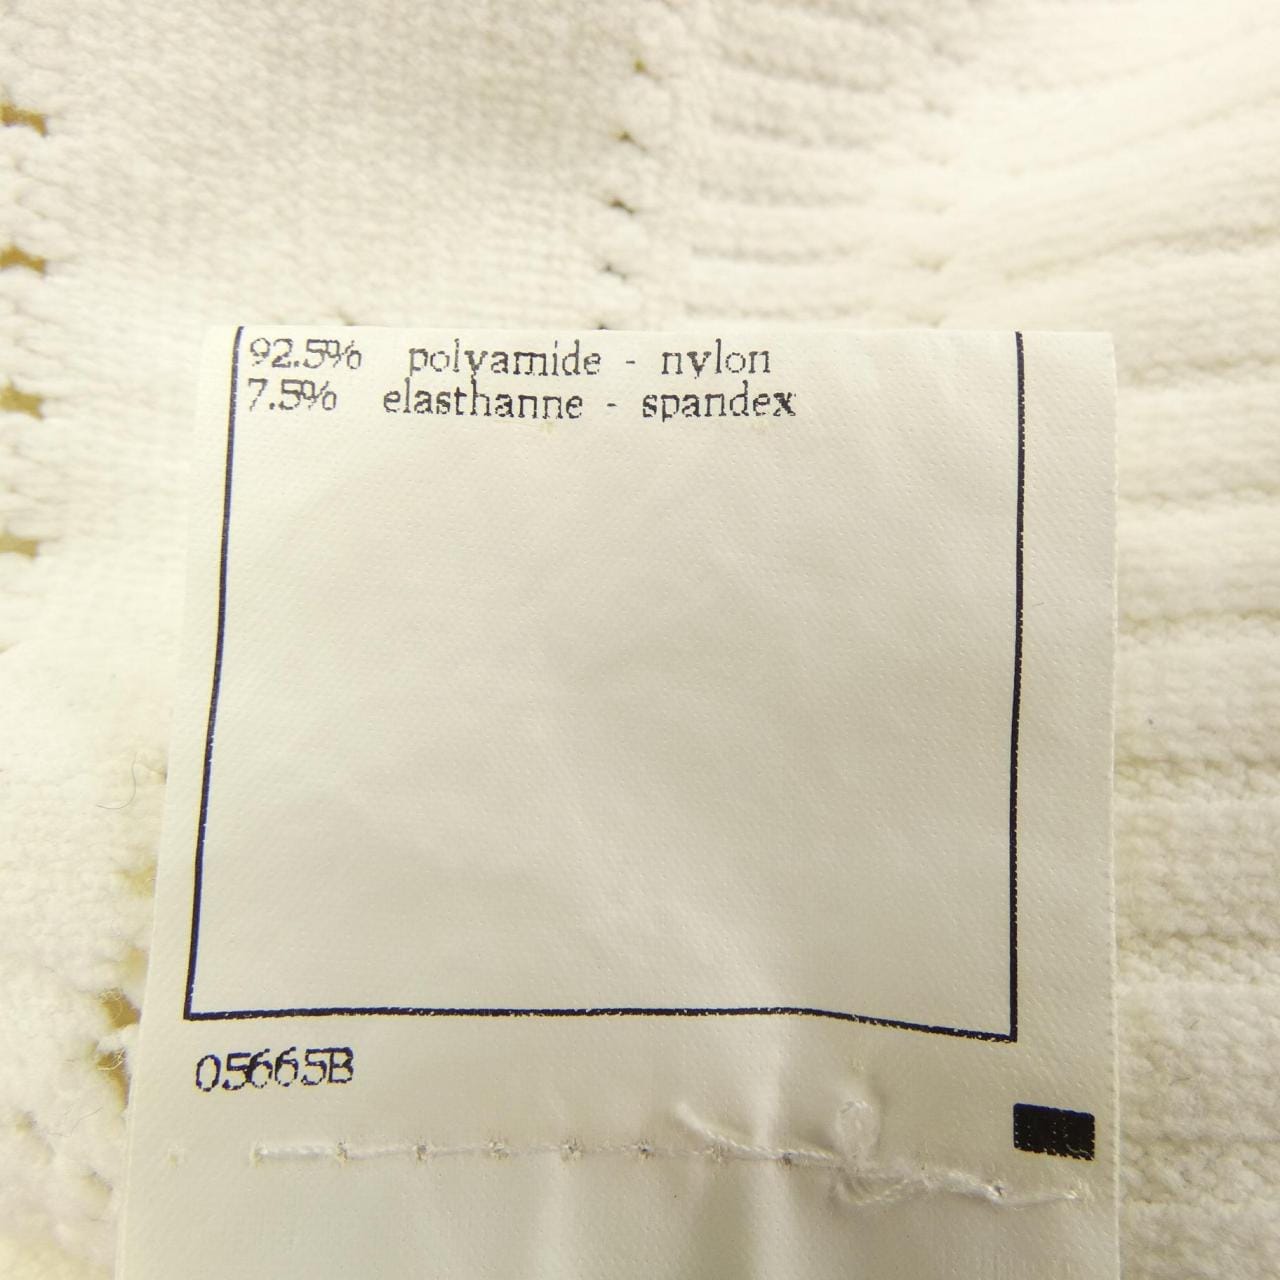 92.5% polyamide - nylon
7.5% elasthanne - spandex
05665B